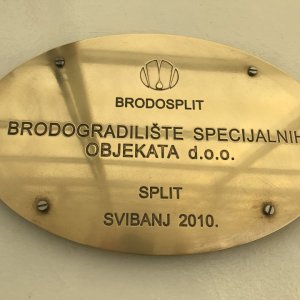 BRODOSPLIT
BRODOGRADILIŠTE SPECIJALNIH
OBJEKATA d.o.o.
SPLIT
SVIBANJ 2010.